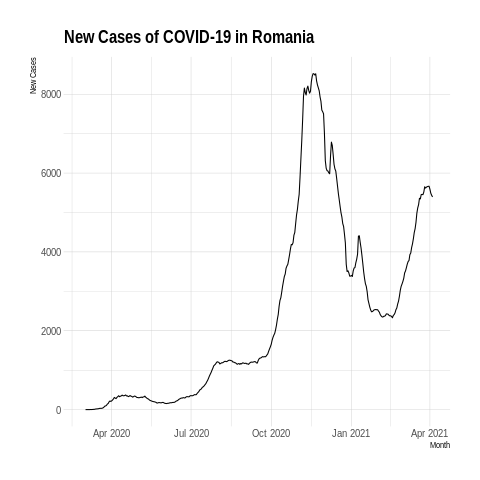 New Cases of COVID-19 in Romania
New Cases
8000
6000
4000
2000
0
Apr 2020 Jul 2020 Oct 2020 Jan 2021 Apr 2021
Month